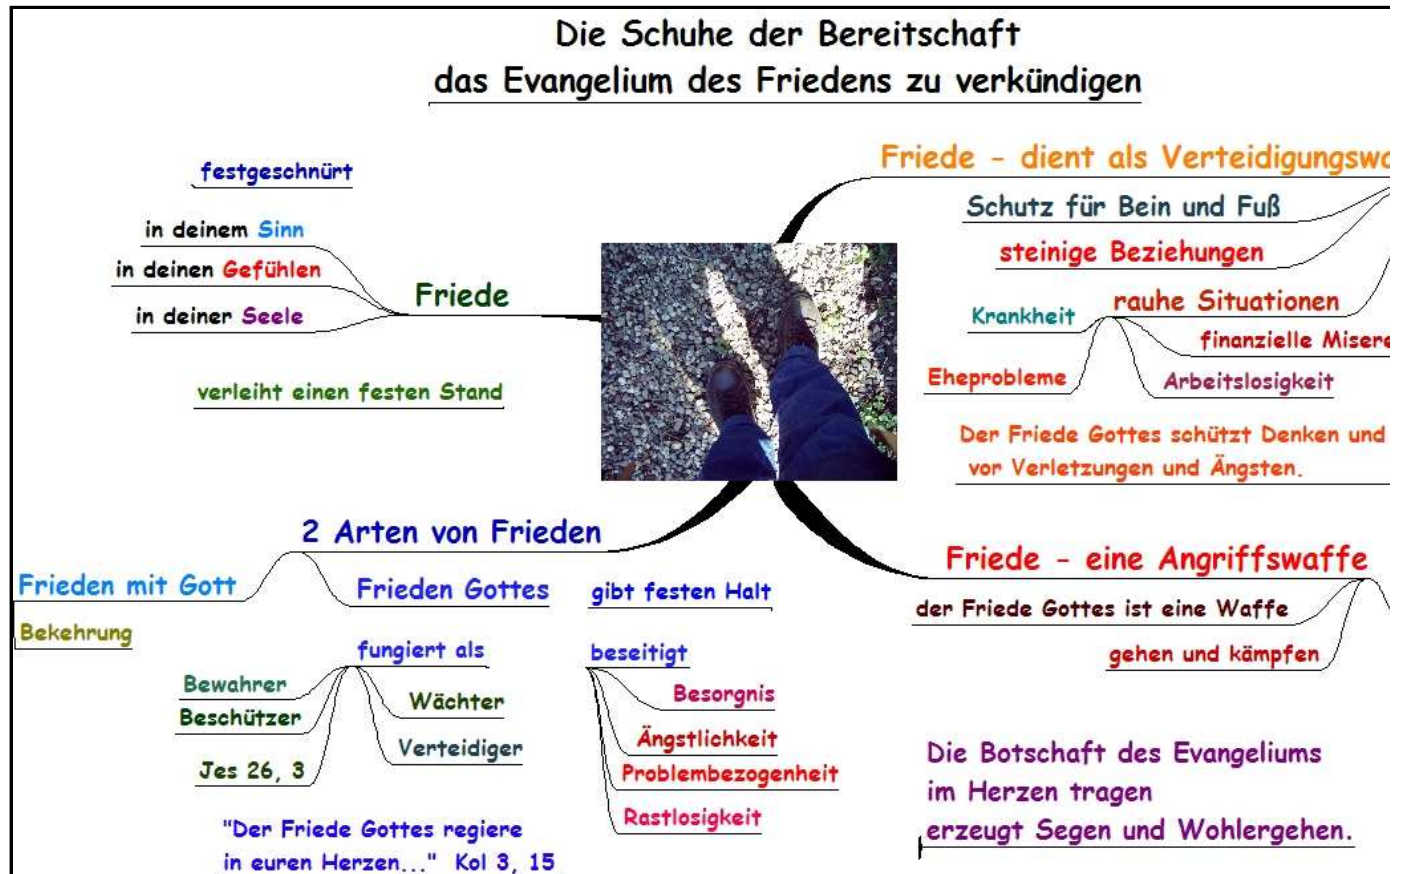 Die Schuhe der Bereitschaft
das Evangelium des Friedens zu verkündigen
festgeschnürt
in deinem Sinn
in deinen Gefühlen
in deiner Seele
Friede
verleiht einen festen Stand
Friede - dient als
Schutz für Bein und Fuß
steinige Beziehungen
rauhe Situationen
Krankheit
finanzielle Misere
Eheprobleme
Arbeitslosigkeit
Der Friede Gottes schützt Denken und
vor Verletzungen und Ängsten.
2 Arten von Frieden
Frieden mit Gott
Bekehrung
Frieden Gottes
gibt festen Halt
fungiert als
Bewahrer
Beschützer
Jes 26, 3
Wächter
Verteidiger
beseitigt
Besorgnis
Ängstlichkeit
Problembezogenheit
Rastlosigkeit
"Der Friede Gottes regiere
in euren Herzen..." Kol 3, 15
Friede - eine Angriffswaffe
der Friede Gottes ist eine Waffe
gehen und kämpfen
Die Botschaft des Evangeliums
im Herzen tragen
erzeugt Segen und Wohlergehen.